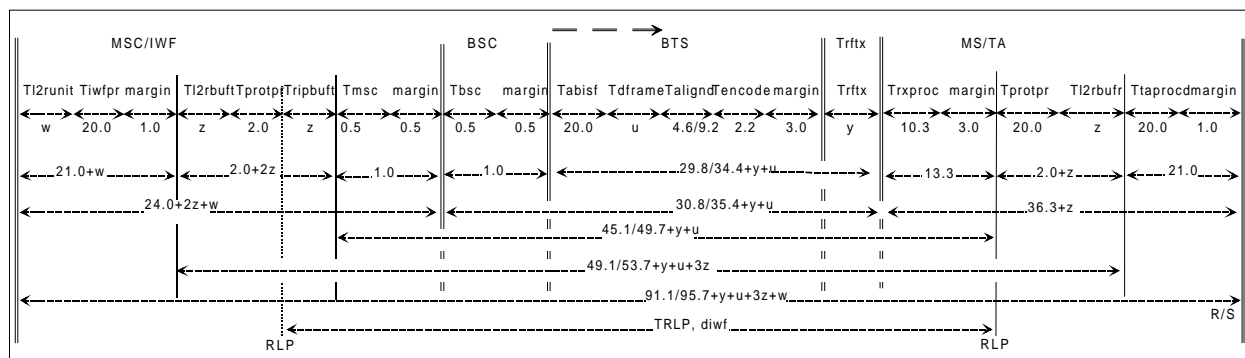 MSC/IWF BSC BTS Trftx MS/TA
Tl2runit Tiwfpr margin Tl2rbuft Tprotpr Tripbuft Tmsc margin Tbsc margin Tabisf Tdframe Talignd Tencode margin Trftx Trxproc margin Tprotpr Tl2rbufr Ttaprocd margin
w 20.0 1.0 z 2.0 z 0.5 0.5 0.5 0.5 20.0 u 4.6/9.2 2.2 3.0 y 10.3 3.0 20.0 z 20.0 1.0
21.0+w 2.0+2z 1.0 1.0 29.8/34.4+y+u 13.3 2.0+z 21.0
24.0+2z+w 30.8/35.4+y+u 36.3+z
45.1/49.7+y+u
49.1/53.7+y+u+3z
91.1/95.7+y+u+3z+w
R/S
TRLP, diwf
RLP RLP